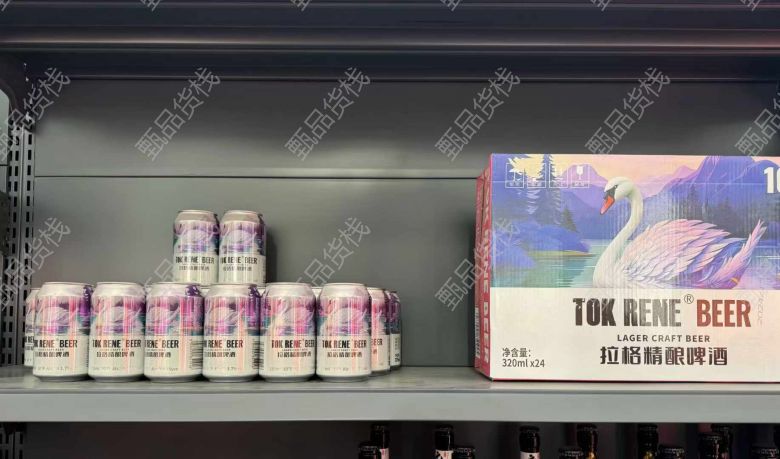 甄品货栈
TOK RENE® BEER
拉格精酿啤酒
TOK RENE® BEER
LAGER CRAFT BEER
拉格精酿啤酒
净含量:
320ml x24
10